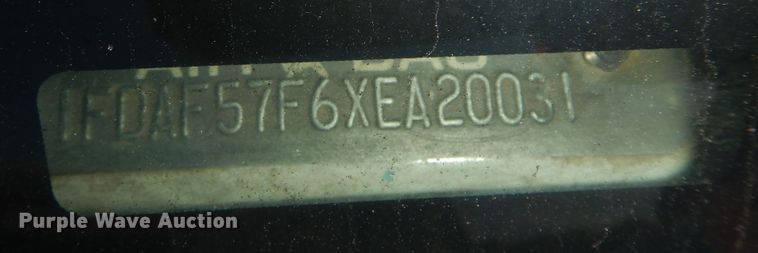 1FDAF57F6XEA20031
Purple Wave Auction